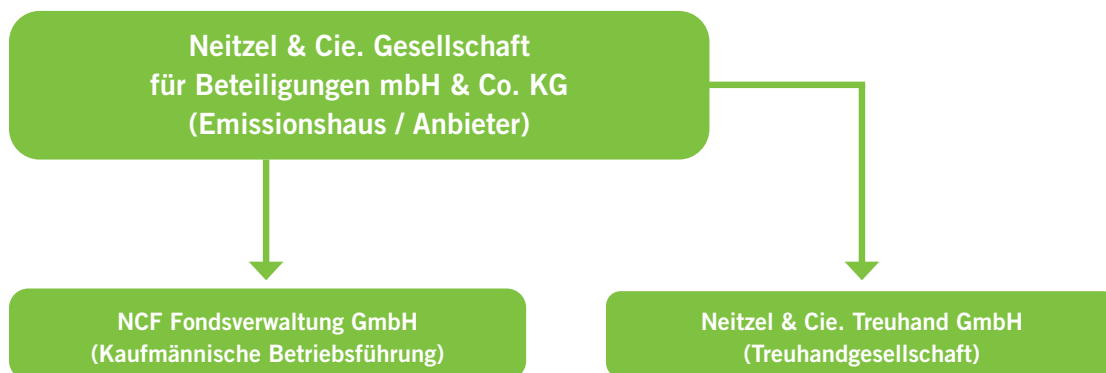 Neitzel & Cie. Gesellschaft
für Beteiligungen mbH & Co. KG
(Emissionshaus / Anbieter)
NCF Fondsverwaltung GmbH
(Kaufmännische Betriebsführung)
Neitzel & Cie. Treuhand GmbH
(Treuhandgesellschaft)